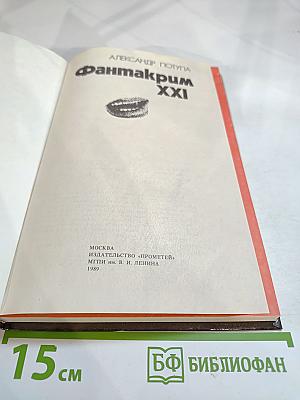 АЛЕКСАНДР ПОТУПА
Фантакрим
XXI
МОСКВА
ИЗДАТЕЛЬСТВО «ПРОМЕТЕЙ»
МГПИ им. В. И. ЛЕНИНА
1989
15 см
БФ БИБЛИОФАН